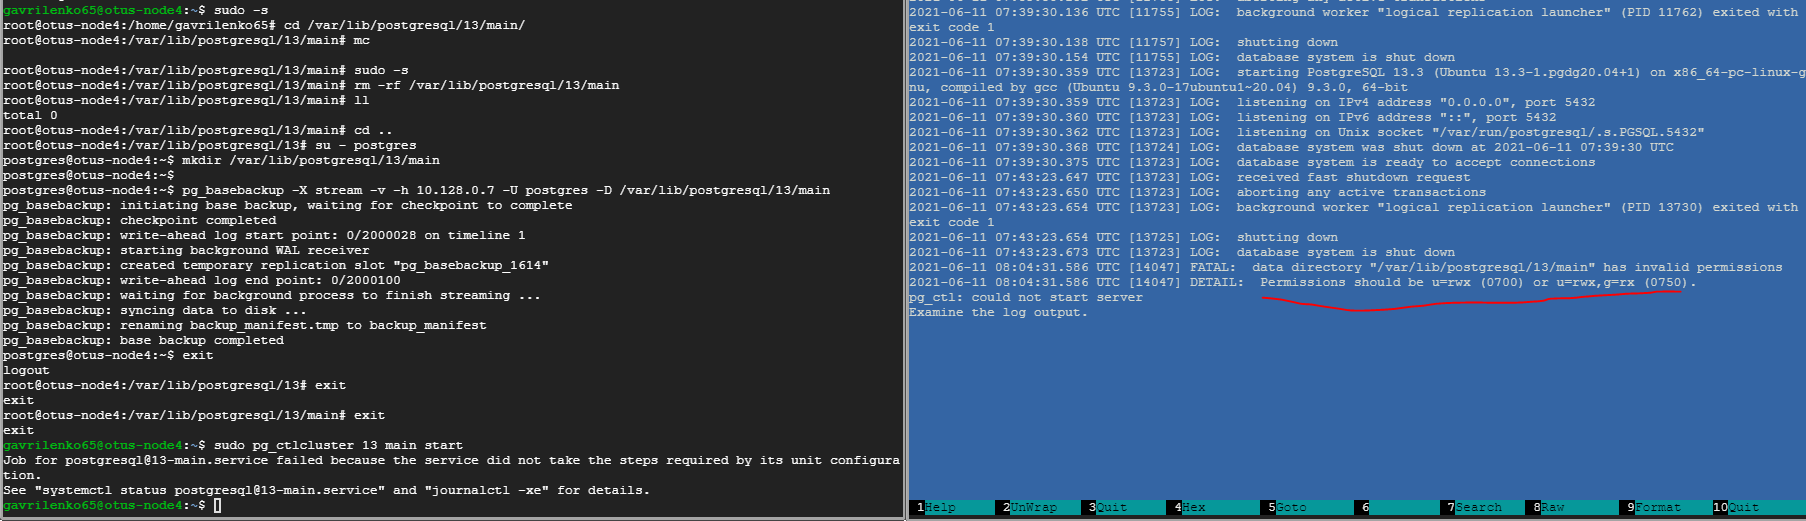 gavrilenko65@otus-node4:~$ sudo -s
root@otus-node4:/home/gavrilenko65# cd /var/lib/postgresql/13/main/
root@otus-node4:/var/lib/postgresql/13/main# mc
root@otus-node4:/var/lib/postgresql/13/main# sudo -s
root@otus-node4:/var/lib/postgresql/13/main# rm -rf /var/lib/postgresql/13/main
root@otus-node4:/var/lib/postgresql/13/main# ll
total 0
root@otus-node4:/var/lib/postgresql/13/main# cd ..
root@otus-node4:/var/lib/postgresql/13# su - postgres
postgres@otus-node4:~$ mkdir /var/lib/postgresql/13/main
postgres@otus-node4:~$
postgres@otus-node4:~$ pg_basebackup -X stream -v -h 10.128.0.7 -U postgres -D /var/lib/postgresql/13/main
pg_basebackup: initiating base backup, waiting for checkpoint to complete
pg_basebackup: checkpoint completed
pg_basebackup: write-ahead log start point: 0/2000028 on timeline 1
pg_basebackup: starting background WAL receiver
pg_basebackup: created temporary replication slot "pg_basebackup_1614"
pg_basebackup: write-ahead log end point: 0/2000100
pg_basebackup: waiting for background process to finish streaming ...
pg_basebackup: syncing data to disk ...
pg_basebackup: renaming backup_manifest.tmp to backup_manifest
pg_basebackup: base backup completed
postgres@otus-node4:~$ exit
logout
root@otus-node4:/var/lib/postgresql/13# exit
exit
root@otus-node4:/var/lib/postgresql/13/main# exit
exit
gavrilenko65@otus-node4:~$ sudo pg_ctlcluster 13 main start
Job for postgresql@13-main.service failed because the service did not take the steps required by its unit configura
tion.
See "systemctl status postgresql@13-main.service" and "journalctl -xe" for details.
gavrilenko65@otus-node4:~$
2021-06-11 07:39:30.136 UTC [11755] LOG:  background worker "logical replication launcher" (PID 11762) exited with
exit code 1
2021-06-11 07:39:30.138 UTC [11757] LOG:  shutting down
2021-06-11 07:39:30.154 UTC [11755] LOG:  database system is shut down
2021-06-11 07:39:30.359 UTC [13723] LOG:  starting PostgreSQL 13.3 (Ubuntu 13.3-1.pgdg20.04+1) on x86_64-pc-linux-g
nu, compiled by gcc (Ubuntu 9.3.0-17ubuntu1~20.04) 9.3.0, 64-bit
2021-06-11 07:39:30.359 UTC [13723] LOG:  listening on IPv4 address "0.0.0.0", port 5432
2021-06-11 07:39:30.360 UTC [13723] LOG:  listening on IPv6 address "::", port 5432
2021-06-11 07:39:30.362 UTC [13723] LOG:  listening on Unix socket "/var/run/postgresql/.s.PGSQL.5432"
2021-06-11 07:39:30.368 UTC [13724] LOG:  database system was shut down at 2021-06-11 07:39:30 UTC
2021-06-11 07:39:30.375 UTC [13723] LOG:  database system is ready to accept connections
2021-06-11 07:43:23.647 UTC [13723] LOG:  received fast shutdown request
2021-06-11 07:43:23.650 UTC [13723] LOG:  aborting any active transactions
2021-06-11 07:43:23.654 UTC [13723] LOG:  background worker "logical replication launcher" (PID 13730) exited with
exit code 1
2021-06-11 07:43:23.654 UTC [13725] LOG:  shutting down
2021-06-11 07:43:23.673 UTC [13723] LOG:  database system is shut down
2021-06-11 08:04:31.586 UTC [14047] FATAL:  data directory "/var/lib/postgresql/13/main" has invalid permissions
2021-06-11 08:04:31.586 UTC [14047] DETAIL:  Permissions should be u=rwx (0700) or u=rwx,g=rx (0750).
pg_ctl: could not start server
Examine the log output.
1Help 2UnWrap 3Quit 4Hex 5Goto 6 7Search 8Raw 9Format 10Quit